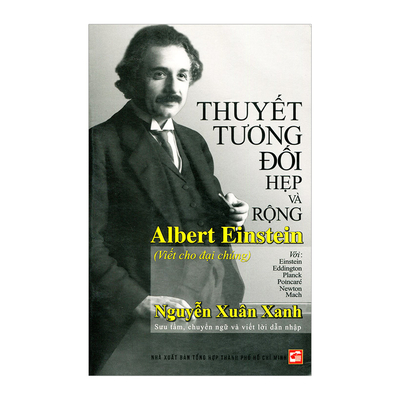 THUYẾT
TƯƠNG
ĐỐI
HẸP
VÀ
RỘNG
Albert Einstein
(Viết cho đại chúng)
Với:
Einstein
Eddington
Planck
Poincaré
Newton
Mach
Nguyễn Xuân Xanh
Sưu tầm, chuyển ngữ và viết lời dẫn nhập
NHÀ XUẤT BẢN TỔNG HỢP THÀNH PHỐ HỒ CHÍ MINH